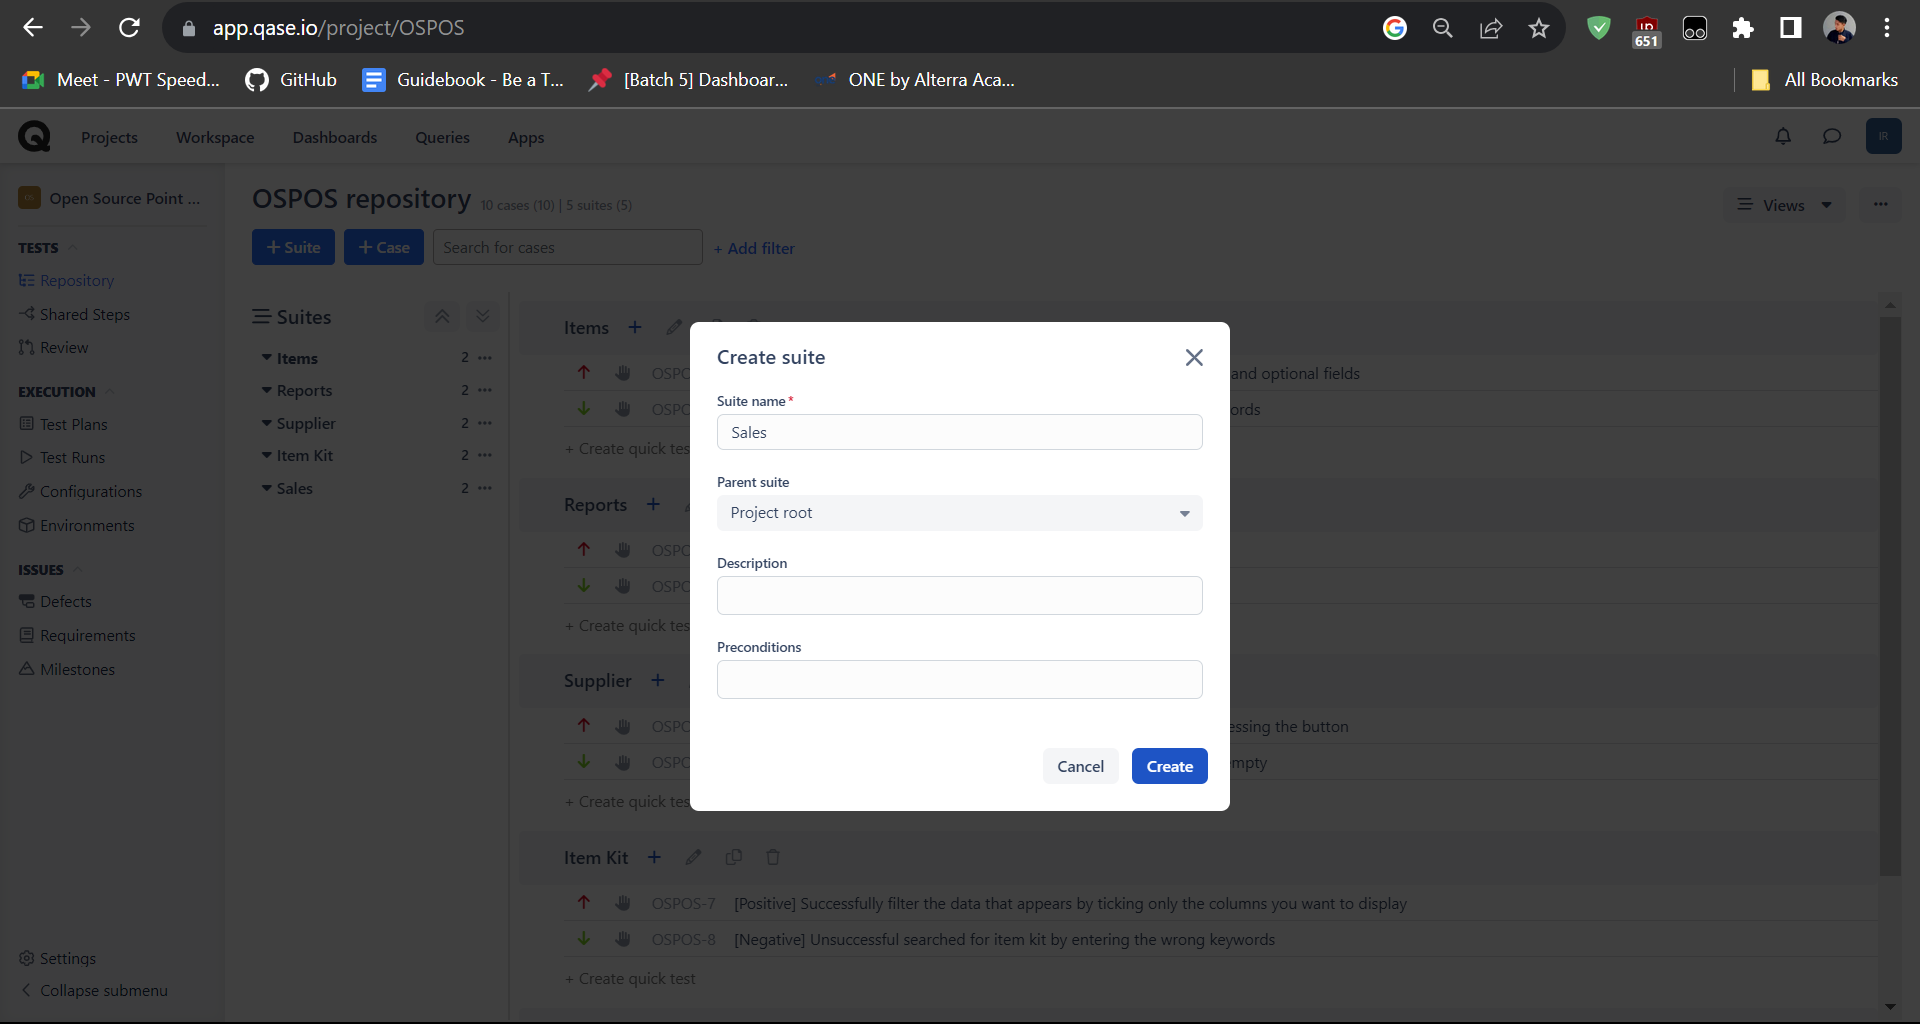 app.qase.io/project/OSPOS
651
Meet - PWT Speed...
GitHub
Guidebook - Be a T...
[Batch 5] Dashboar...
ONE by Alterra Aca...
All Bookmarks
Projects
Workspace
Dashboards
Queries
Apps
IR
Open Source Point ...
TESTS
Repository
Shared Steps
Review
EXECUTION
Test Plans
Test Runs
Configurations
Environments
ISSUES
Defects
Requirements
Milestones
Settings
Collapse submenu
OSPOS repository 10 cases (10) | 5 suites (5)
Views
+ Suite
+ Case
Search for cases
+ Add filter
Suites
Items 2
Reports 2
Supplier 2
Item Kit 2
Sales 2
Items +
OSPO
and optional fields
OSPO
ords
+ Create quick tes
Reports +
OSPO
OSPO
+ Create quick tes
Supplier +
OSPO
essing the button
OSPO
mpty
+ Create quick tes
Item Kit +
OSPOS-7 [Positive] Successfully filter the data that appears by ticking only the columns you want to display
OSPOS-8 [Negative] Unsuccessful searched for item kit by entering the wrong keywords
+ Create quick test
Create suite
Suite name*
Sales
Parent suite
Project root
Description
Preconditions
Cancel
Create